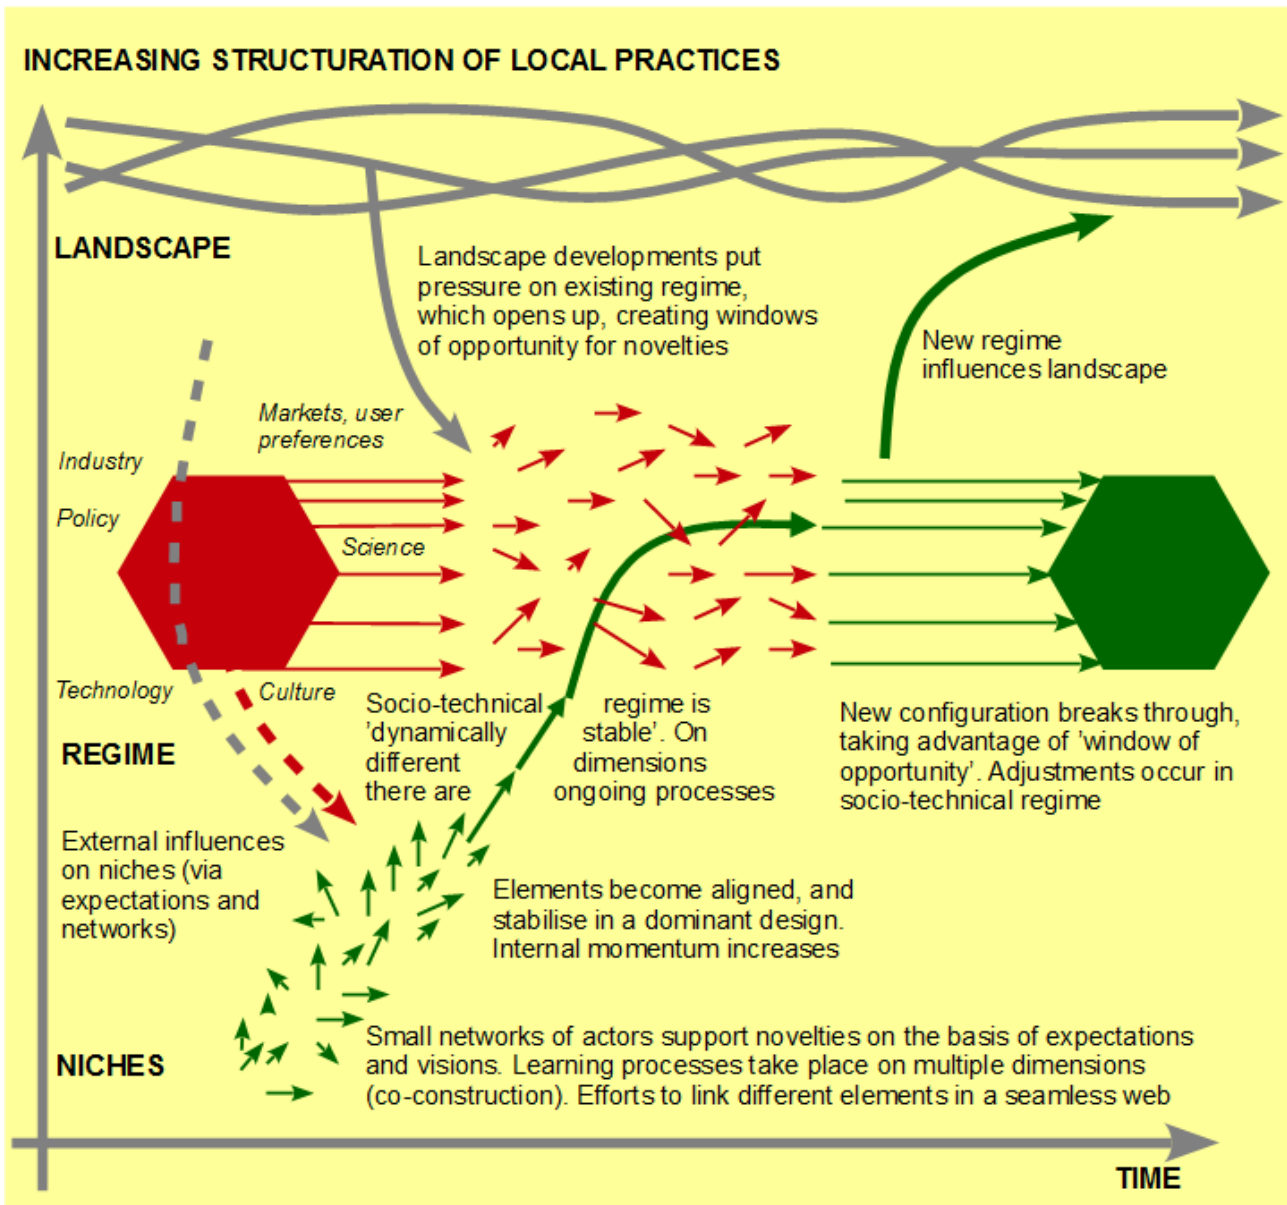 INCREASING STRUCTURATION OF LOCAL PRACTICES
LANDSCAPE
Landscape developments put
pressure on existing regime,
which opens up, creating windows
of opportunity for novelties
New regime
influences landscape
Markets, user
preferences
Industry
Policy
Science
Technology
Culture
REGIME
Socio-technical regime is
'dynamically stable'. On
different dimensions
there are ongoing processes
New configuration breaks through,
taking advantage of 'window of
opportunity'. Adjustments occur in
socio-technical regime
External influences
on niches (via
expectations and
networks)
Elements become aligned, and
stabilise in a dominant design.
Internal momentum increases
NICHES
Small networks of actors support novelties on the basis of expectations
and visions. Learning processes take place on multiple dimensions
(co-construction). Efforts to link different elements in a seamless web
TIME